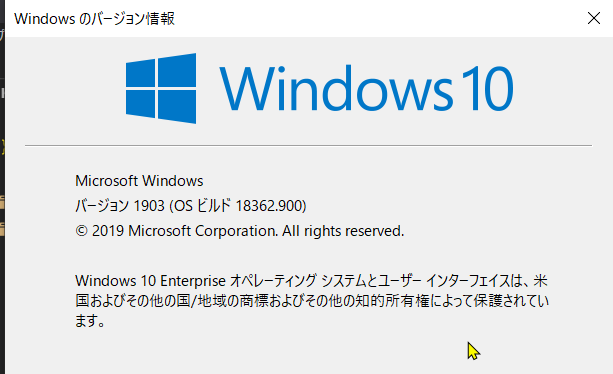 Windows のバージョン情報
Windows 10
Microsoft Windows
バージョン 1903 (OS ビルド 18362.900)
© 2019 Microsoft Corporation. All rights reserved.
Windows 10 Enterprise オペレーティング システムとユーザー インターフェイスは、米
国およびその他の国/地域の商標およびその他の知的所有権によって保護されてい
ます。